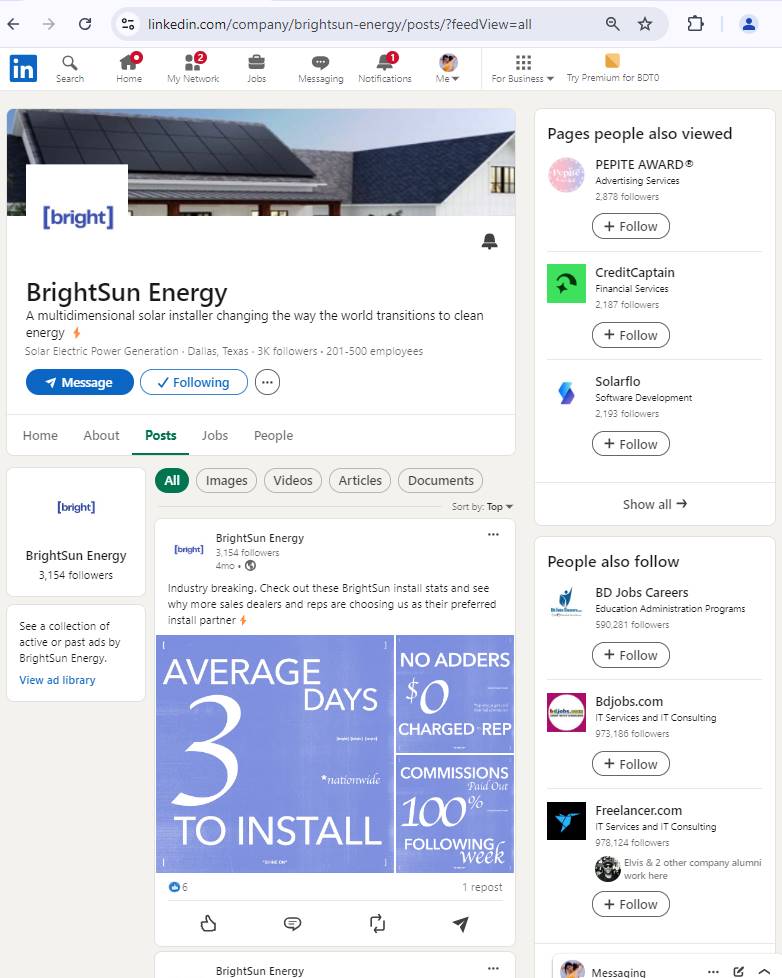 linkedin.com/company/brightsun-energy/posts/?feedView=all
in
Search
Home
2
My Network
Jobs
Messaging
1
Notifications
Me
For Business
Try Premium for BDT0
[bright]
BrightSun Energy
A multidimensional solar installer changing the way the world transitions to clean
energy
Solar Electric Power Generation · Dallas, Texas · 3K followers · 201-500 employees
Message
Following
Home
About
Posts
Jobs
People
[bright]
BrightSun Energy
3,154 followers
See a collection of
active or past ads by
BrightSun Energy.
View ad library
All
Images
Videos
Articles
Documents
Sort by: Top
[bright]
BrightSun Energy
3,154 followers
4mo •
Industry breaking. Check out these BrightSun install stats and see
why more sales dealers and reps are choosing us as their preferred
install partner
AVERAGE
3 DAYS
*nationwide
TO INSTALL
"SHINE ON"
NO ADDERS
$0
CHARGED REP
COMMISSIONS
Paid Out
100%
FOLLOWING
week
6
1 repost
BrightSun Energy
Pages people also viewed
Pepite
PEPITE AWARD®
Advertising Services
2,878 followers
+ Follow
CreditCaptain
Financial Services
2,187 followers
+ Follow
Solarflo
Software Development
2,193 followers
+ Follow
Show all →
People also follow
BD Jobs Careers
Education Administration Programs
590,281 followers
+ Follow
bdjobs.com
Bdjobs.com
IT Services and IT Consulting
973,186 followers
+ Follow
Freelancer.com
IT Services and IT Consulting
978,124 followers
Elvis & 2 other company alumni
work here
+ Follow
Messaging